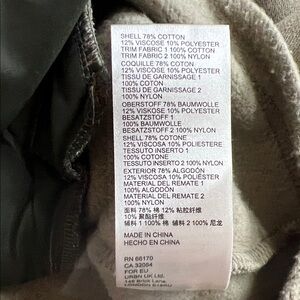 SHELL 78% COTTON
12% VISCOSE 10% POLYESTER
TRIM FABRIC 1 100% COTTON
TRIM FABRIC 2 100% NYLON
COQUILLE 78% COTON
12% VISCOSE 10% POLYESTER
TISSU DE GARNISSAGE 1
100% COTON
TISSU DE GARNISSAGE 2
100% NYLON
OBERSTOFF 78% BAUMWOLLE
12% VISKOSE 10% POLYESTER
BESATZSTOFF 1
100% BAUMWOLLE
BESATZSTOFF 2 100% NYLON
SHELL 78% COTONE
12% VISCOSA 10% POLIESTERE
TESSUTO INSERTO 1
100% COTONE
TESSUTO INSERTO 2 100% NYLON
EXTERIOR 78% ALGODÓN
12% VISCOSA 10% POLIÉSTER
MATERIAL DEL REMATE 1
100% ALGODÓN
MATERIAL DEL REMATE 2
100% NYLON
面料 78% 棉 12% 粘胶纤维
10% 聚酯纤维
辅料 1 100% 棉 辅料 2 100% 尼龙
MADE IN CHINA
HECHO EN CHINA
RN 66170
CA 32054
FOR EU
URBN UK Ltd.
Brick Lane,